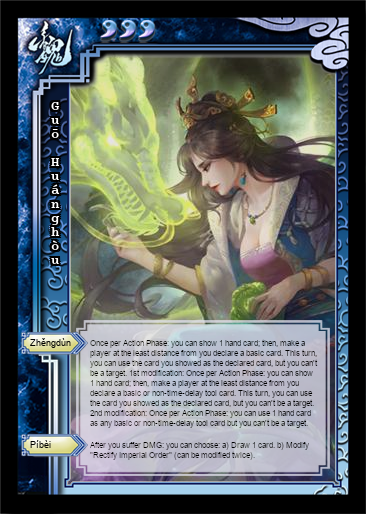 魏
Guō Huánghòu
Zhěngdùn
Once per Action Phase: you can show 1 hand card; then, make a
player at the least distance from you declare a basic card. This turn,
you can use the card you showed as the declared card, but you can't
be a target. 1st modification: Once per Action Phase: you can show
1 hand card; then, make a player at the least distance from you
declare a basic or non-time-delay tool card. This turn, you can use
the card you showed as the declared card, but you can't be a target.
2nd modification: Once per Action Phase: you can use 1 hand card
as any basic or non-time-delay tool card but you can't be a target.
Píbèi
After you suffer DMG: you can choose: a) Draw 1 card. b) Modify
"Rectify Imperial Order" (can be modified twice).